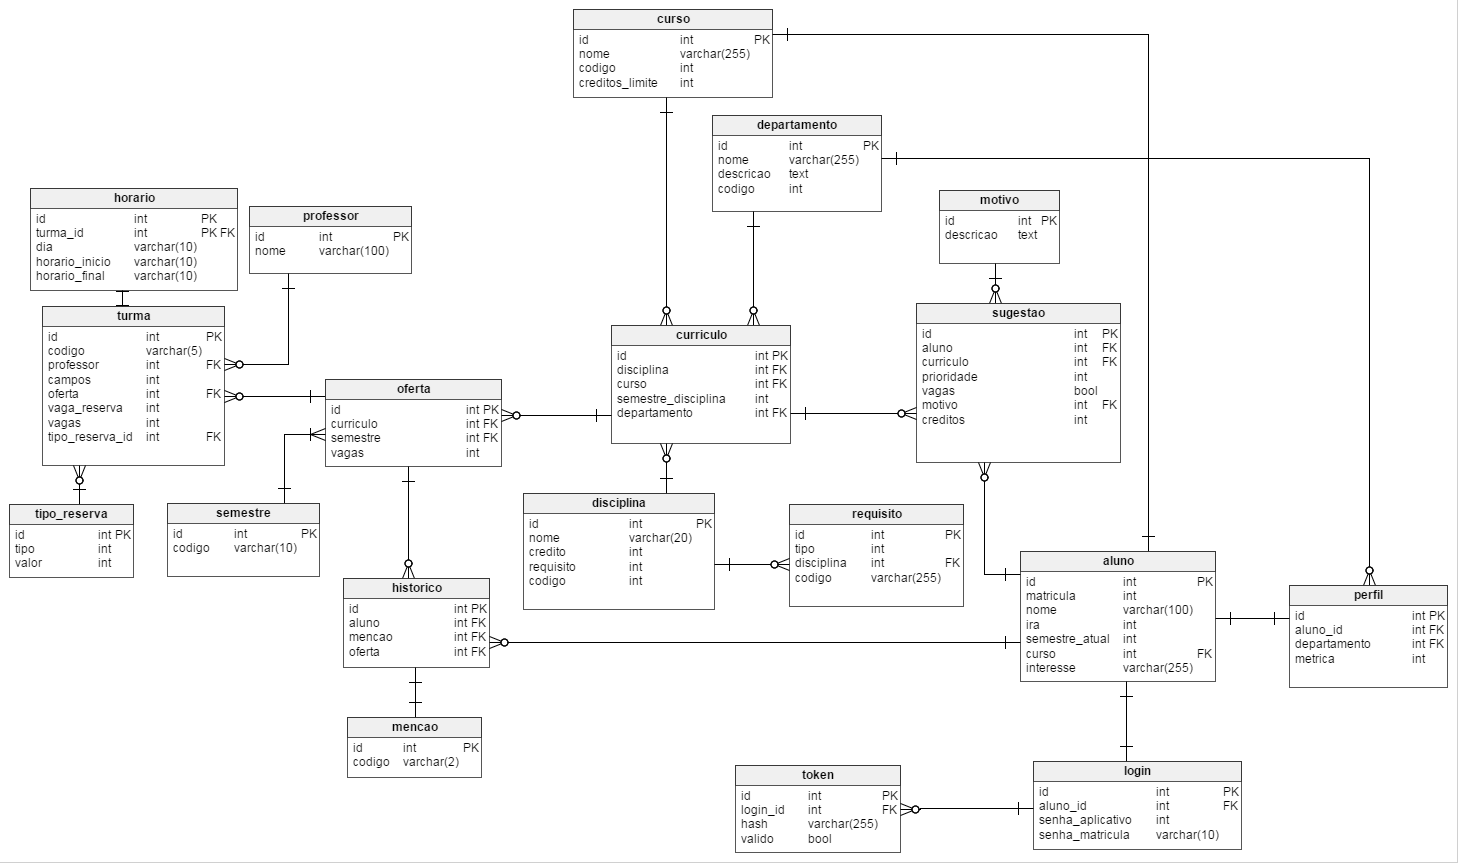 curso
id int PK
nome varchar(255)
codigo int
creditos_limite int
departamento
id int PK
nome varchar(255)
descricao text
codigo int
horario
id int PK
turma_id int PK FK
dia varchar(10)
horario_inicio varchar(10)
horario_final varchar(10)
professor
id int PK
nome varchar(100)
motivo
id int PK
descricao text
turma
id int PK
codigo varchar(5)
professor int FK
campos int
oferta int FK
vaga_reserva int
vagas int
tipo_reserva_id int FK
sugestao
id int PK
aluno int FK
curriculo int FK
prioridade int
vagas bool
motivo int FK
creditos int
curriculo
id int PK
disciplina int FK
curso int FK
semestre_disciplina int
departamento int FK
oferta
id int PK
curriculo int FK
semestre int FK
vagas int
tipo_reserva
id int PK
tipo int
valor int
semestre
id int PK
codigo varchar(10)
disciplina
id int PK
nome varchar(20)
credito int
requisito int
codigo int
requisito
id int PK
tipo int
disciplina int FK
codigo varchar(255)
aluno
id int PK
matricula int
nome varchar(100)
ira int
semestre_atual int
curso int FK
interesse varchar(255)
historico
id int PK
aluno int FK
mencao int FK
oferta int FK
perfil
id int PK
aluno_id int FK
departamento int FK
metrica int
mencao
id int PK
codigo varchar(2)
token
id int PK
login_id int FK
hash varchar(255)
valido bool
login
id int PK
aluno_id int FK
senha_aplicativo int
senha_matricula varchar(10)